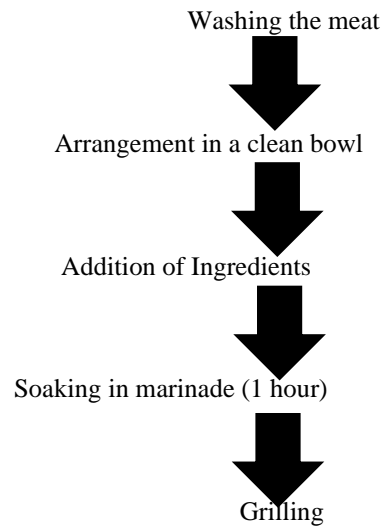 Washing the meat
Arrangement in a clean bowl
Addition of Ingredients
Soaking in marinade (1 hour)
Grilling